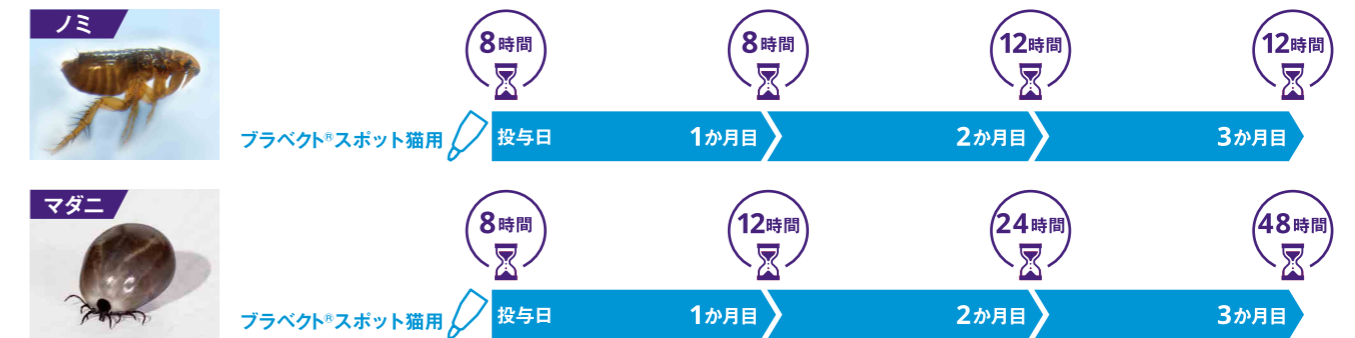 ノミ
8時間
8時間
12時間
12時間
ブラベクト®スポット猫用
投与日
1か月目
2か月目
3か月目
マダニ
8時間
12時間
24時間
48時間
ブラベクト®スポット猫用
投与日
1か月目
2か月目
3か月目